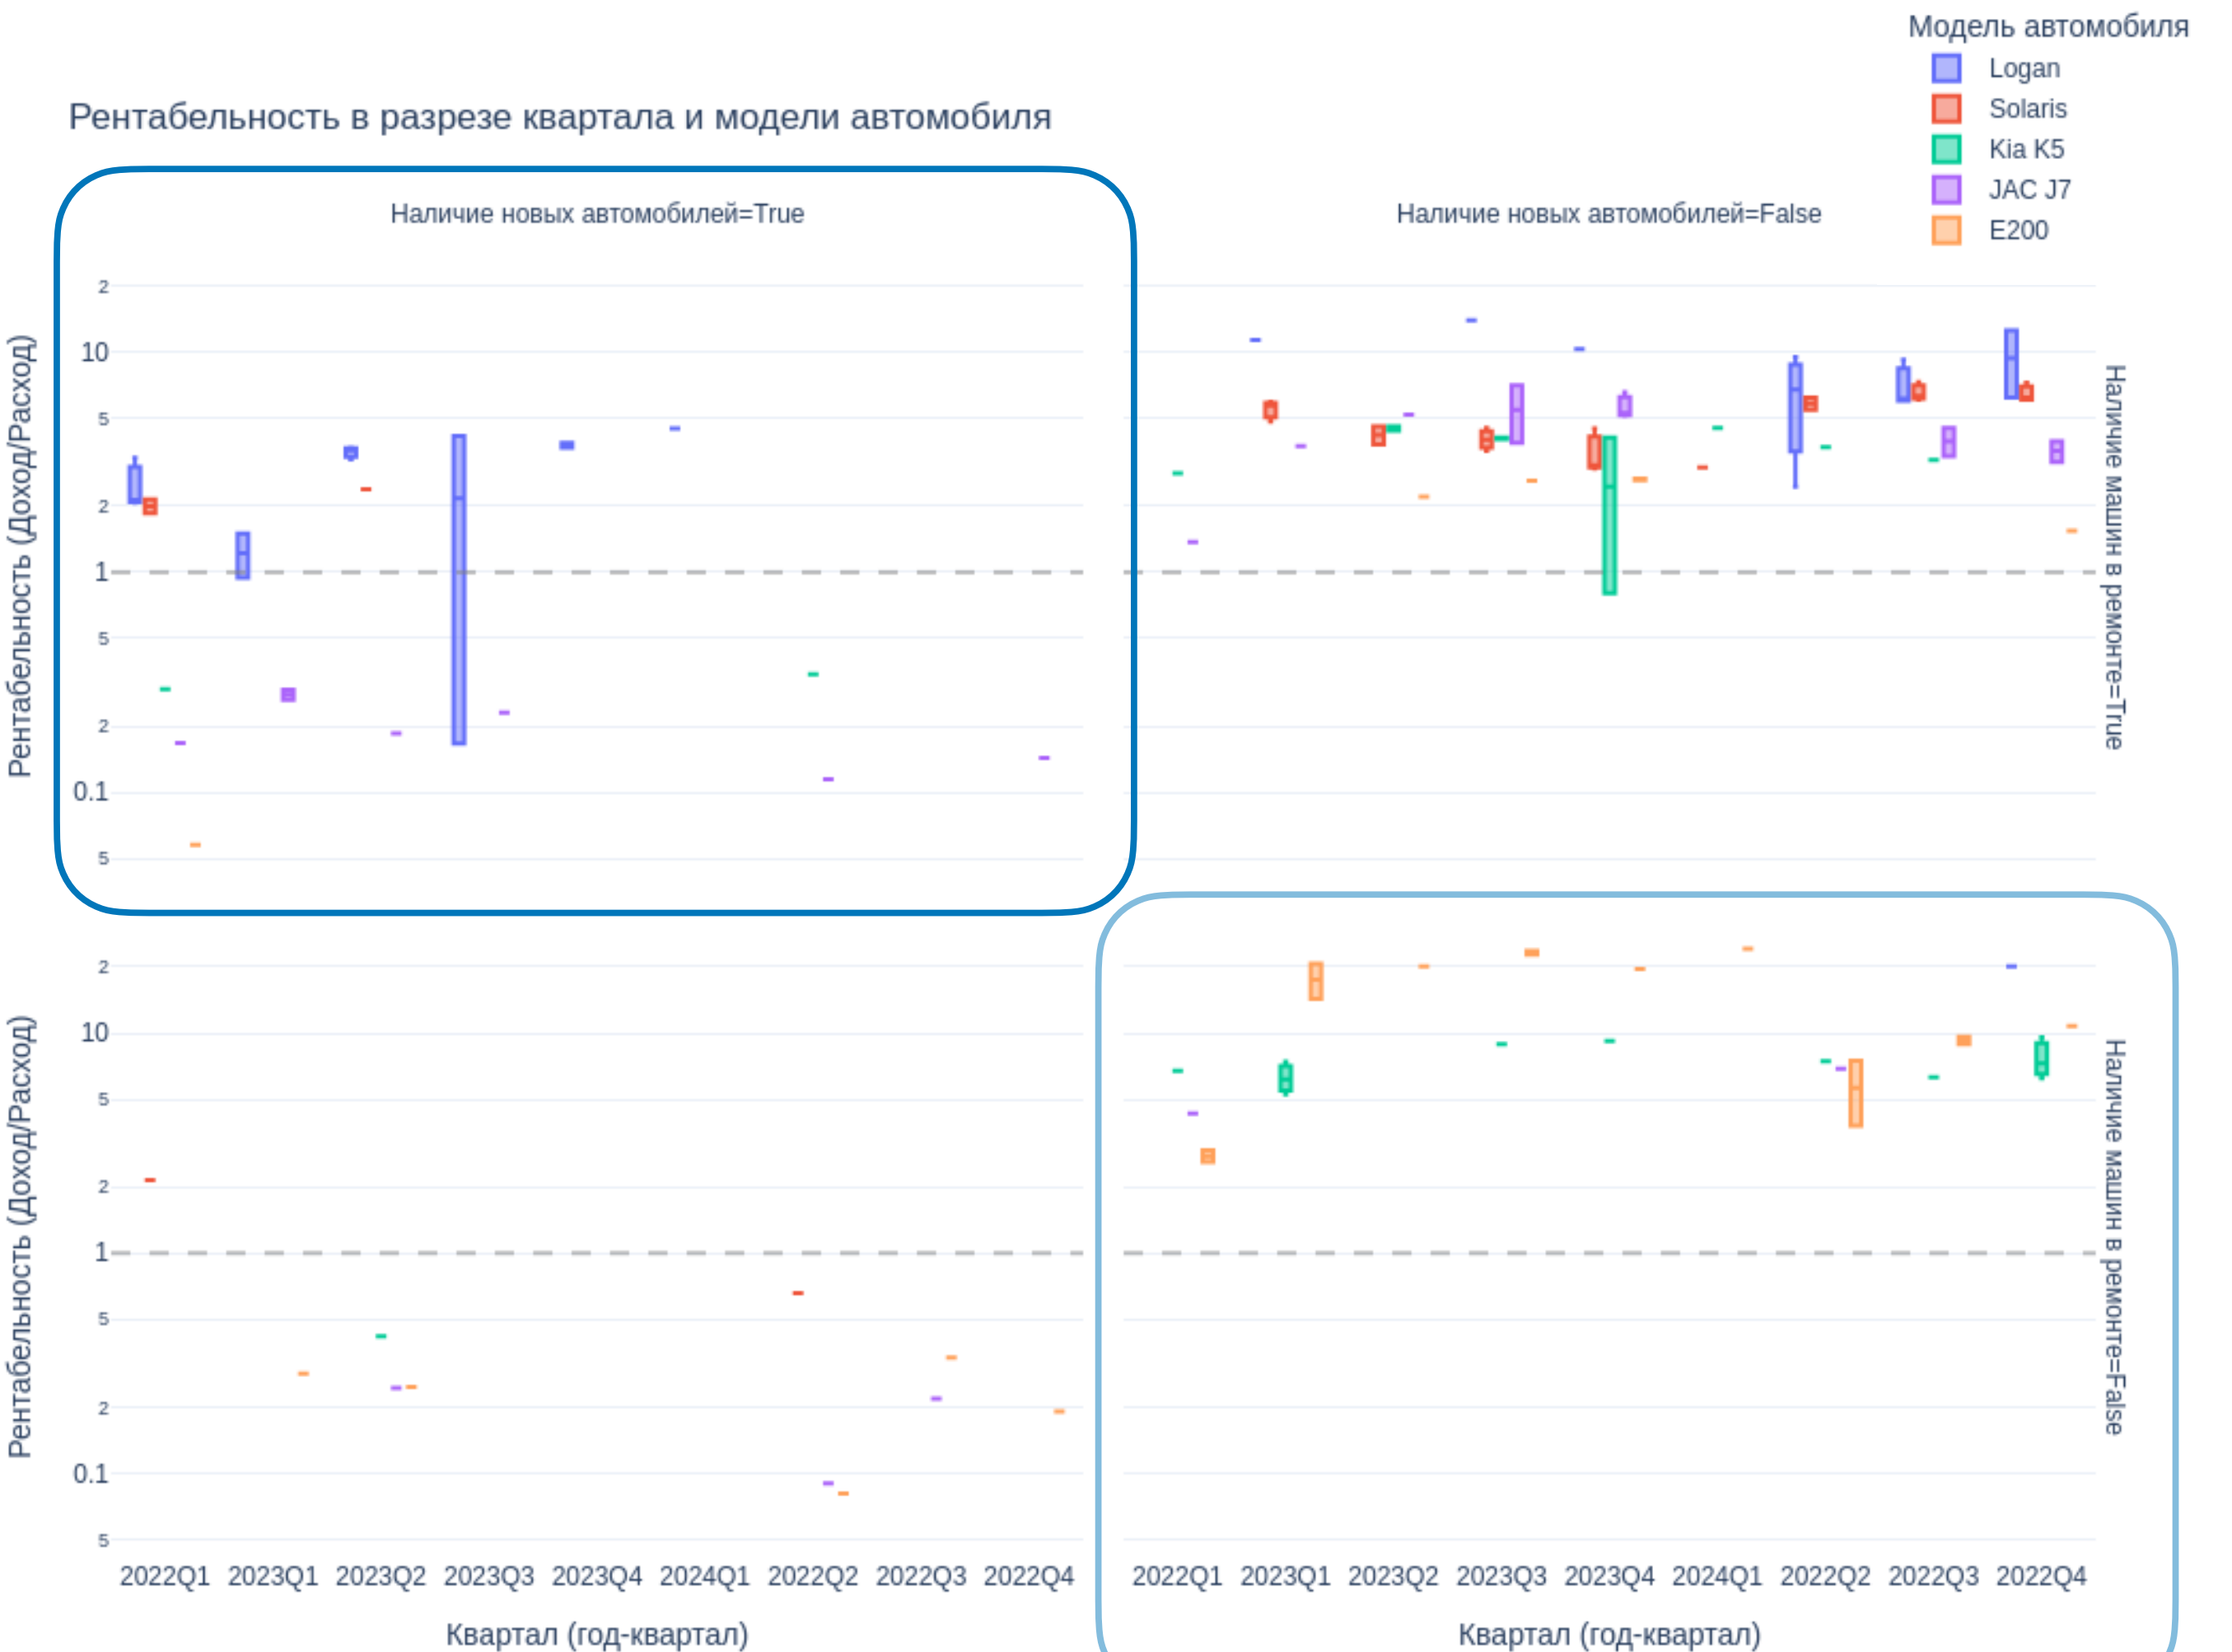 Модель автомобиля
Logan
Solaris
Kia K5
JAC J7
E200
Рентабельность в разрезе квартала и модели автомобиля
Наличие новых автомобилей=True
Наличие новых автомобилей=False
Рентабельность (Доход/Расход)
2
10
5
2
1
5
2
0.1
5
Наличие машин в ремонте=True
Рентабельность (Доход/Расход)
2
10
5
2
1
5
2
0.1
5
Наличие машин в ремонте=False
2022Q1 2023Q1 2023Q2 2023Q3 2023Q4 2024Q1 2022Q2 2022Q3 2022Q4
2022Q1 2023Q1 2023Q2 2023Q3 2023Q4 2024Q1 2022Q2 2022Q3 2022Q4
Квартал (год-квартал)
Квартал (год-квартал)